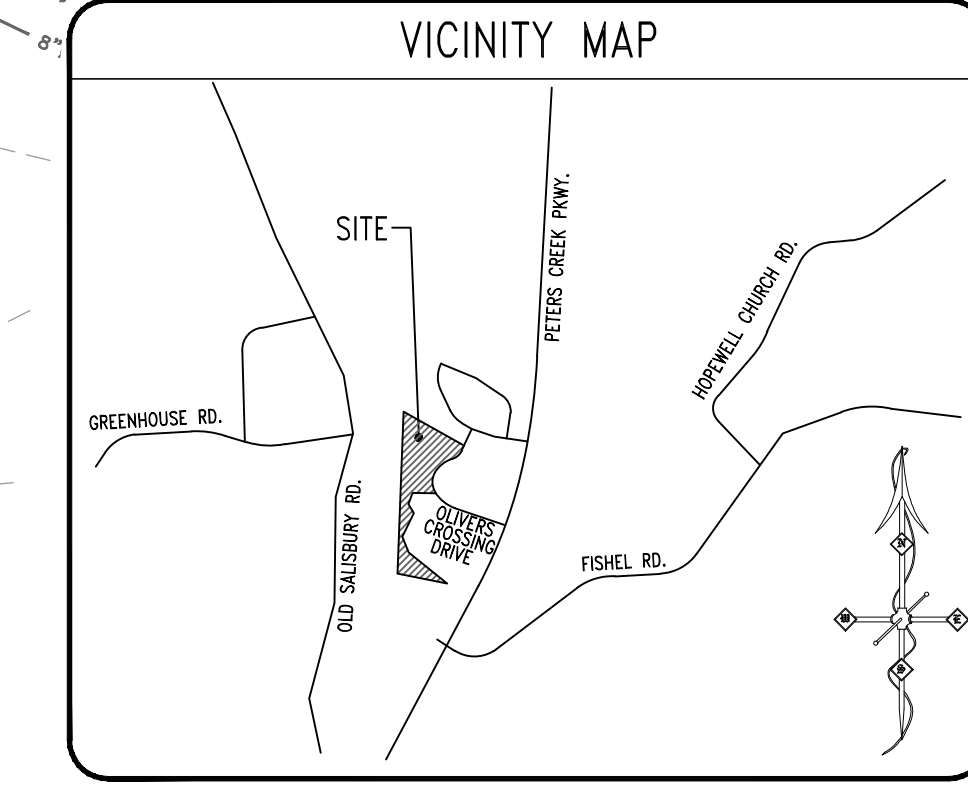 8"
VICINITY MAP
SITE
PETERS CREEK PKWY.
HOPEWELL CHURCH RD.
GREENHOUSE RD.
OLD SALISBURY RD.
OLIVERS
CROSSING
DRIVE
FISHEL RD.
N
S